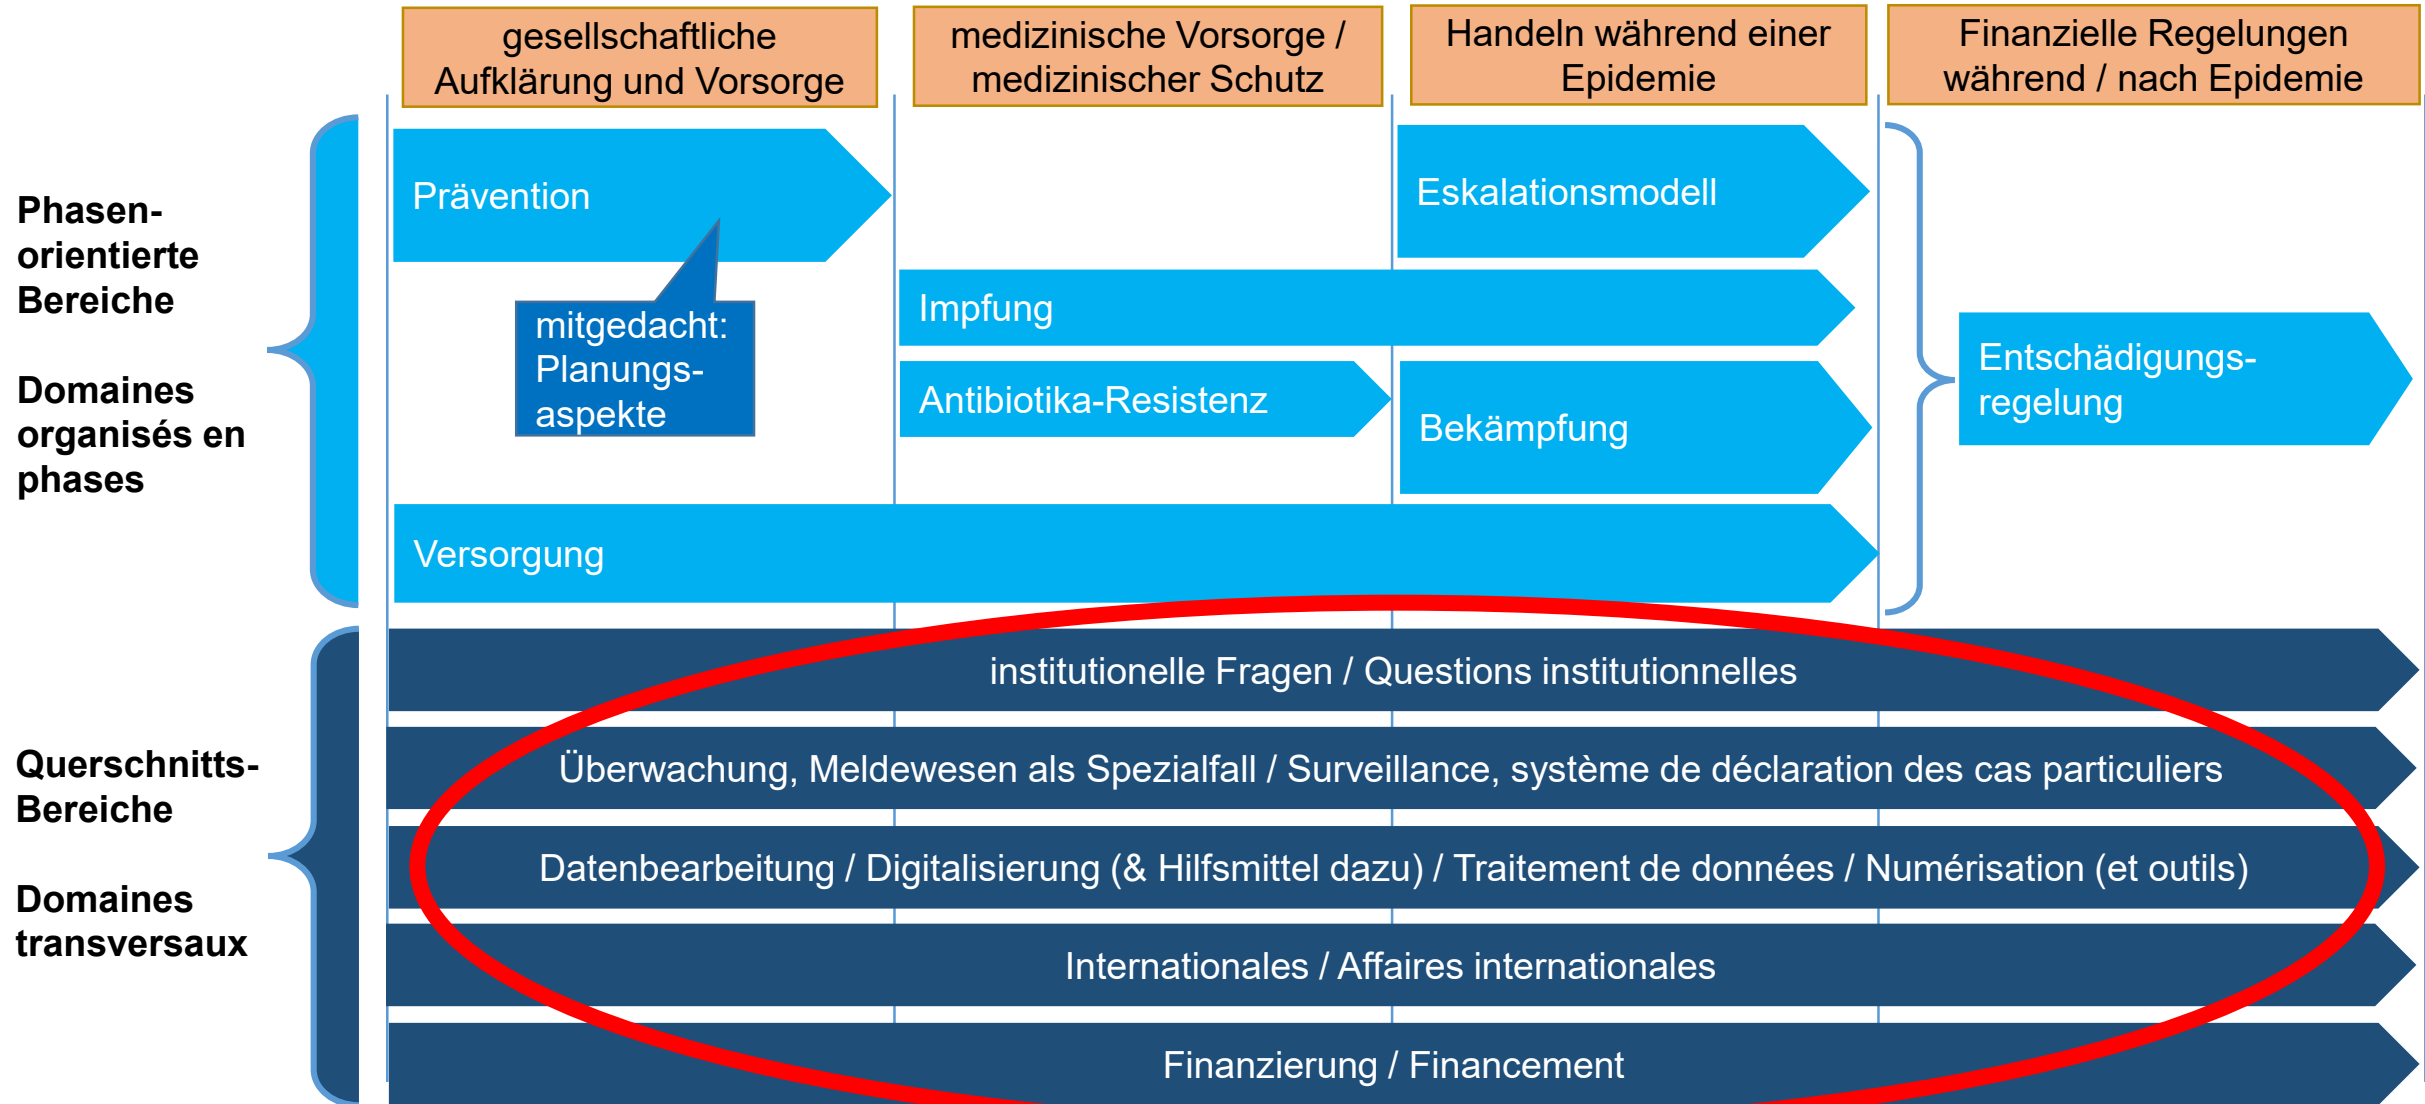 gesellschaftliche
Aufklärung und Vorsorge
medizinische Vorsorge /
medizinischer Schutz
Handeln während einer
Epidemie
Finanzielle Regelungen
während / nach Epidemie
Phasen-
orientierte
Bereiche
Domaines
organisés en
phases
Prävention
mitgedacht:
Planungs-
aspekte
Eskalationsmodell
Impfung
Antibiotika-Resistenz
Bekämpfung
Entschädigungs-
regelung
Versorgung
Querschnitts-
Bereiche
Domaines
transversaux
institutionelle Fragen / Questions institutionnelles
Überwachung, Meldewesen als Spezialfall / Surveillance, système de déclaration des cas particuliers
Datenbearbeitung / Digitalisierung (& Hilfsmittel dazu) / Traitement de données / Numérisation (et outils)
Internationales / Affaires internationales
Finanzierung / Financement